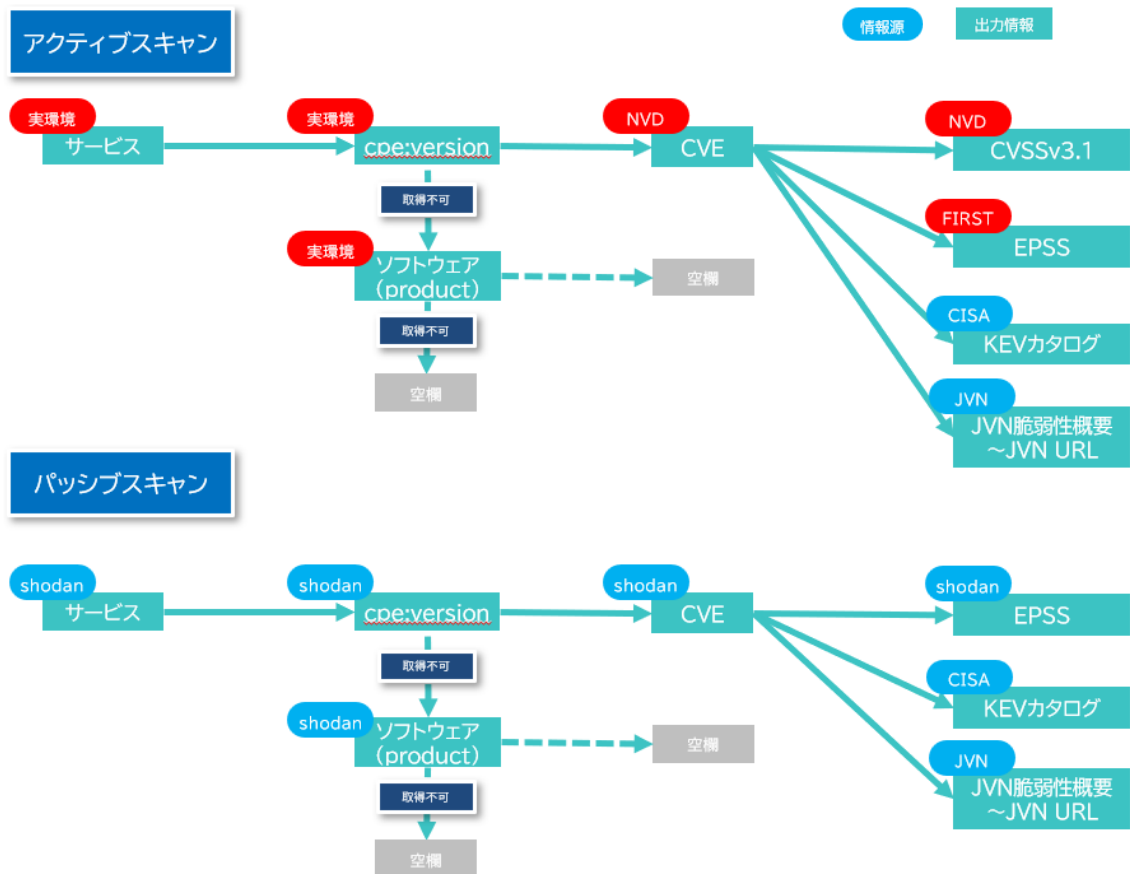 アクティブスキャン
情報源
出力情報
実環境
サービス
実環境
cpe:version
NVD
CVE
NVD
CVSSv3.1
取得不可
FIRST
EPSS
実環境
ソフトウェア
(product)
空欄
CISA
KEVカタログ
取得不可
空欄
JVN
JVN脆弱性概要
～JVN URL
パッシブスキャン
shodan
サービス
shodan
cpe:version
shodan
CVE
shodan
EPSS
取得不可
CISA
KEVカタログ
shodan
ソフトウェア
(product)
空欄
JVN
JVN脆弱性概要
～JVN URL
取得不可
空欄